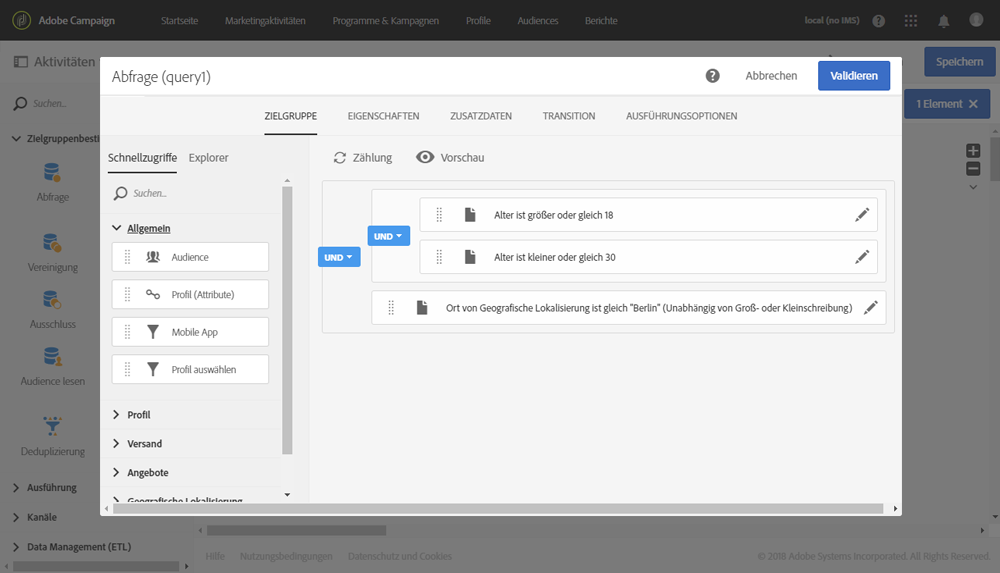 Adobe Campaign
Startseite
Marketingaktivitäten
Programme & Kampagnen
Profile
Audiences
Berichte
local (no IMS)
Aktivitäten
Speichern
Suchen...
1 Element
Zielgruppenbesti
Abfrage
Vereinigung
Ausschluss
Audience lesen
Deduplizierung
Ausführung
Kanäle
Data Management (ETL)
Abfrage (query1)
Abbrechen
Validieren
ZIELGRUPPE
EIGENSCHAFTEN
ZUSATZDATEN
TRANSITION
AUSFÜHRUNGSOPTIONEN
Schnellzugriffe
Explorer
Suchen...
Allgemein
Audience
Profil (Attribute)
Mobile App
Profil auswählen
Profil
Versand
Angebote
Geografische Lokalisierung
Zählung
Vorschau
UND
UND
Alter ist größer oder gleich 18
Alter ist kleiner oder gleich 30
Ort von Geografische Lokalisierung ist gleich "Berlin" (Unabhängig von Groß- oder Kleinschreibung)
Hilfe
Nutzungsbedingungen
Datenschutz und Cookies
© 2018 Adobe Systems Incorporated. All Rights Reserved.